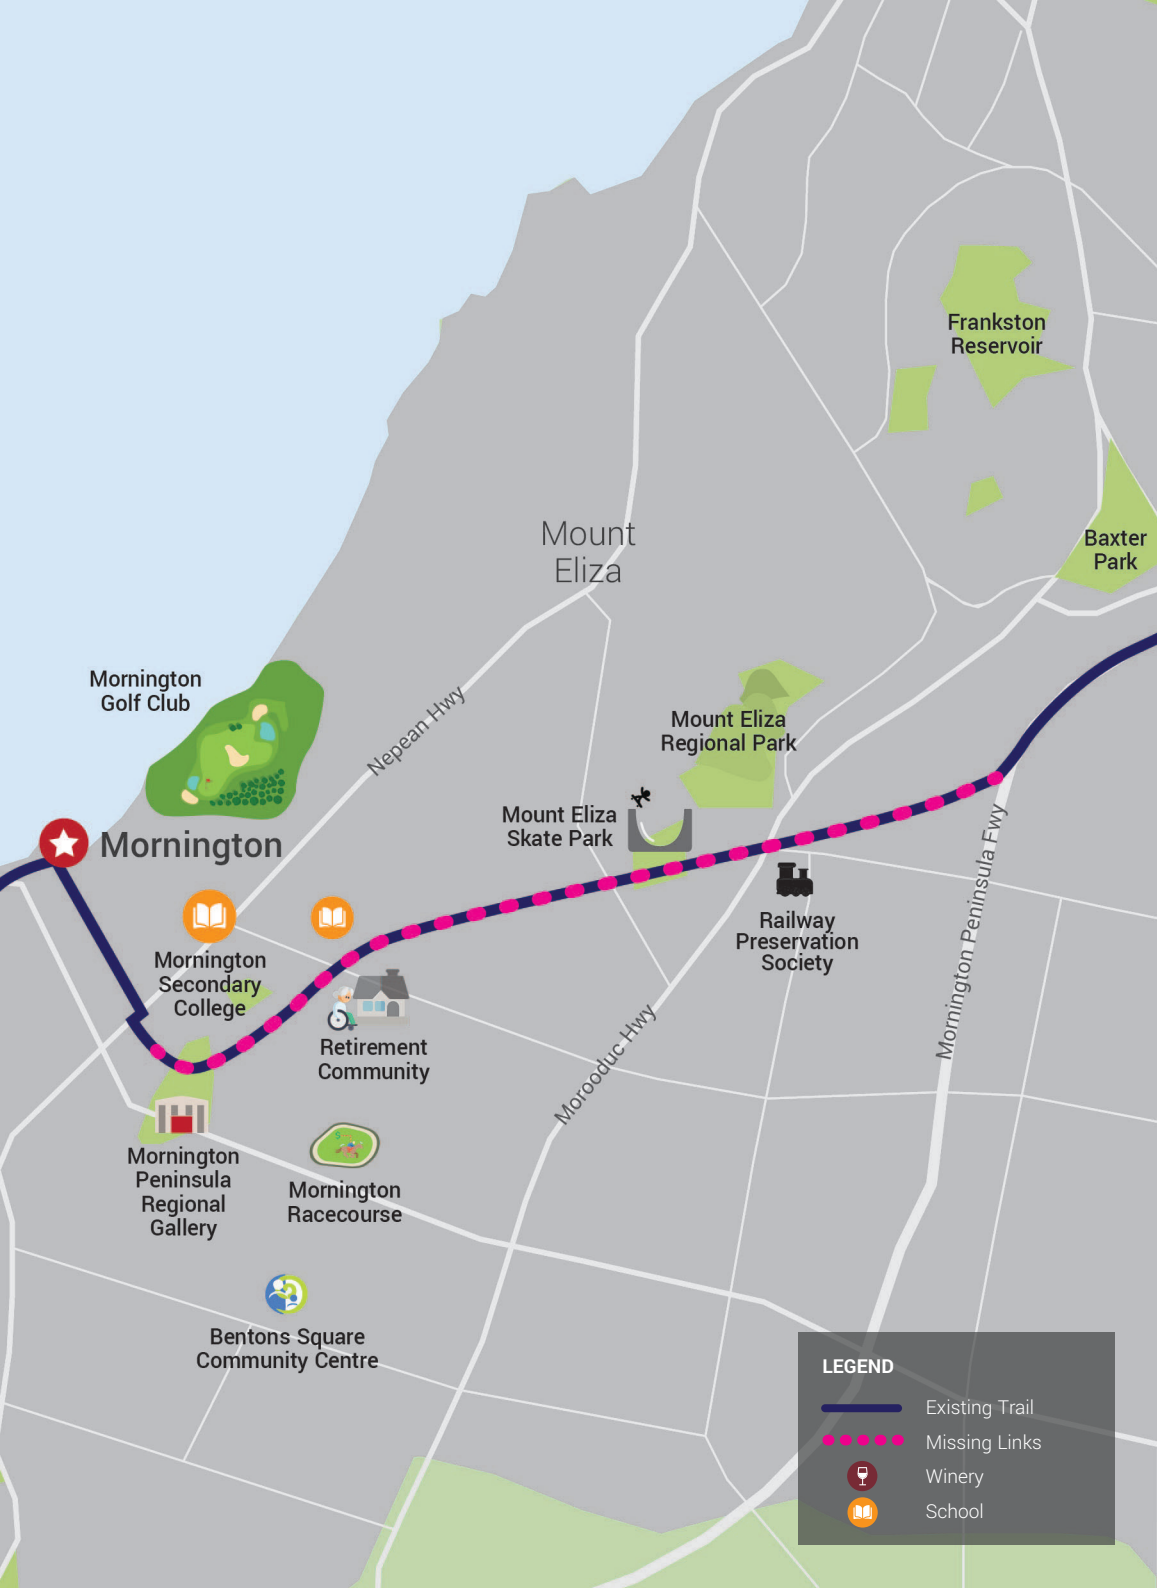 Frankston
Reservoir
Mount
Eliza
Baxter
Park
Mornington
Golf Club
Nepean Hwy
Mount Eliza
Regional Park
Mount Eliza
Skate Park
Mornington
Mornington Peninsula Fwy
Railway
Preservation
Society
Mornington
Secondary
College
Retirement
Community
Morooduc Hwy
Mornington
Peninsula
Regional
Gallery
Mornington
Racecourse
Bentons Square
Community Centre
LEGEND
Existing Trail
Missing Links
Winery
School